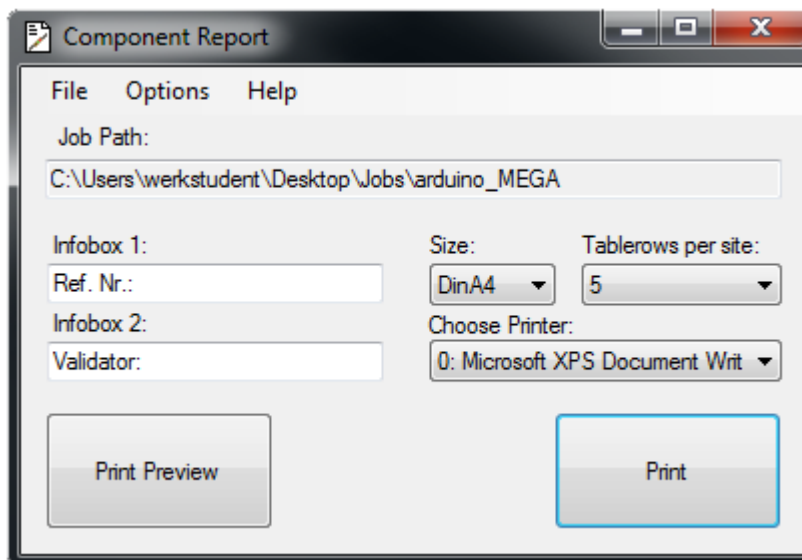 Component Report
File Options Help
Job Path:
C:\Users\werkstudent\Desktop\Jobs\arduino_MEGA
Infobox 1: Size: Tablerows per site:
Ref. Nr.: DinA4 5
Infobox 2: Choose Printer:
Validator: 0: Microsoft XPS Document Writ
Print Preview Print